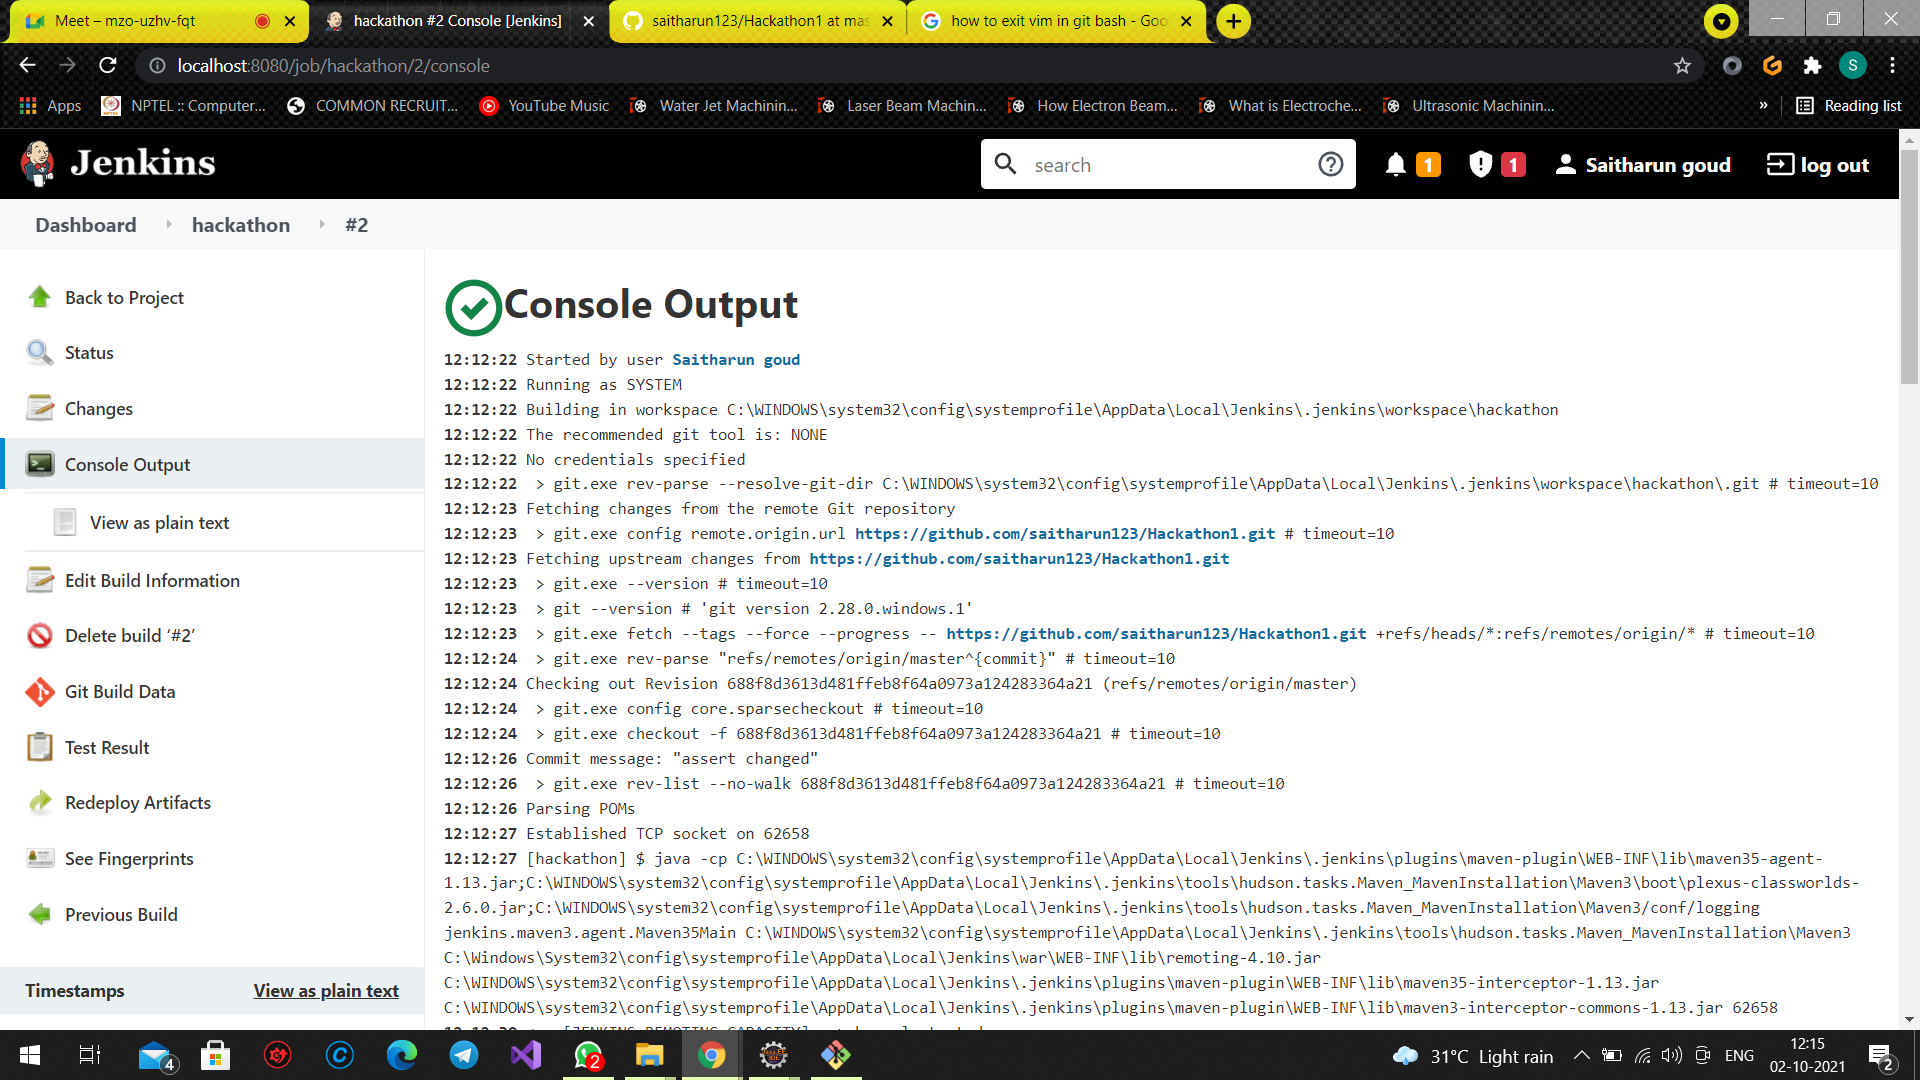 Meet – mzo-uzhv-fqt
hackathon #2 Console [Jenkins]
saitharun123/Hackathon1 at mas
how to exit vim in git bash - Goo
localhost:8080/job/hackathon/2/console
S
Apps
NPTEL :: Computer...
COMMON RECRUIT...
YouTube Music
Water Jet Machinin...
Laser Beam Machin...
How Electron Beam...
What is Electroche...
Ultrasonic Machinin...
»
Reading list
Jenkins
search
1
1
Saitharun goud
log out
Dashboard
hackathon
#2
Back to Project
Status
Changes
Console Output
View as plain text
Edit Build Information
Delete build ‘#2’
Git Build Data
Test Result
Redeploy Artifacts
See Fingerprints
Previous Build
Timestamps
View as plain text
Console Output
12:12:22 Started by user Saitharun goud
12:12:22 Running as SYSTEM
12:12:22 Building in workspace C:\WINDOWS\system32\config\systemprofile\AppData\Local\Jenkins\.jenkins\workspace\hackathon
12:12:22 The recommended git tool is: NONE
12:12:22 No credentials specified
12:12:22  > git.exe rev-parse --resolve-git-dir C:\WINDOWS\system32\config\systemprofile\AppData\Local\Jenkins\.jenkins\workspace\hackathon\.git # timeout=10
12:12:23 Fetching changes from the remote Git repository
12:12:23  > git.exe config remote.origin.url https://github.com/saitharun123/Hackathon1.git # timeout=10
12:12:23 Fetching upstream changes from https://github.com/saitharun123/Hackathon1.git
12:12:23  > git.exe --version # timeout=10
12:12:23  > git --version # 'git version 2.28.0.windows.1'
12:12:23  > git.exe fetch --tags --force --progress -- https://github.com/saitharun123/Hackathon1.git +refs/heads/*:refs/remotes/origin/* # timeout=10
12:12:24  > git.exe rev-parse "refs/remotes/origin/master^{commit}" # timeout=10
12:12:24 Checking out Revision 688f8d3613d481ffeb8f64a0973a124283364a21 (refs/remotes/origin/master)
12:12:24  > git.exe config core.sparsecheckout # timeout=10
12:12:24  > git.exe checkout -f 688f8d3613d481ffeb8f64a0973a124283364a21 # timeout=10
12:12:26 Commit message: "assert changed"
12:12:26  > git.exe rev-list --no-walk 688f8d3613d481ffeb8f64a0973a124283364a21 # timeout=10
12:12:26 Parsing POMs
12:12:27 Established TCP socket on 62658
12:12:27 [hackathon] $ java -cp C:\WINDOWS\system32\config\systemprofile\AppData\Local\Jenkins\.jenkins\plugins\maven-plugin\WEB-INF\lib\maven35-agent-
1.13.jar;C:\WINDOWS\system32\config\systemprofile\AppData\Local\Jenkins\.jenkins\tools\hudson.tasks.Maven_MavenInstallation\Maven3\boot\plexus-classworlds-
2.6.0.jar;C:\WINDOWS\system32\config\systemprofile\AppData\Local\Jenkins\.jenkins\tools\hudson.tasks.Maven_MavenInstallation\Maven3/conf/logging
jenkins.maven3.agent.Maven35Main C:\WINDOWS\system32\config\systemprofile\AppData\Local\Jenkins\.jenkins\tools\hudson.tasks.Maven_MavenInstallation\Maven3
C:\Windows\System32\config\systemprofile\AppData\Local\Jenkins\war\WEB-INF\lib\remoting-4.10.jar
C:\WINDOWS\system32\config\systemprofile\AppData\Local\Jenkins\.jenkins\plugins\maven-plugin\WEB-INF\lib\maven35-interceptor-1.13.jar
C:\WINDOWS\system32\config\systemprofile\AppData\Local\Jenkins\.jenkins\plugins\maven-plugin\WEB-INF\lib\maven3-interceptor-commons-1.13.jar 62658
4
2
31°C Light rain
ENG
12:15
02-10-2021
2